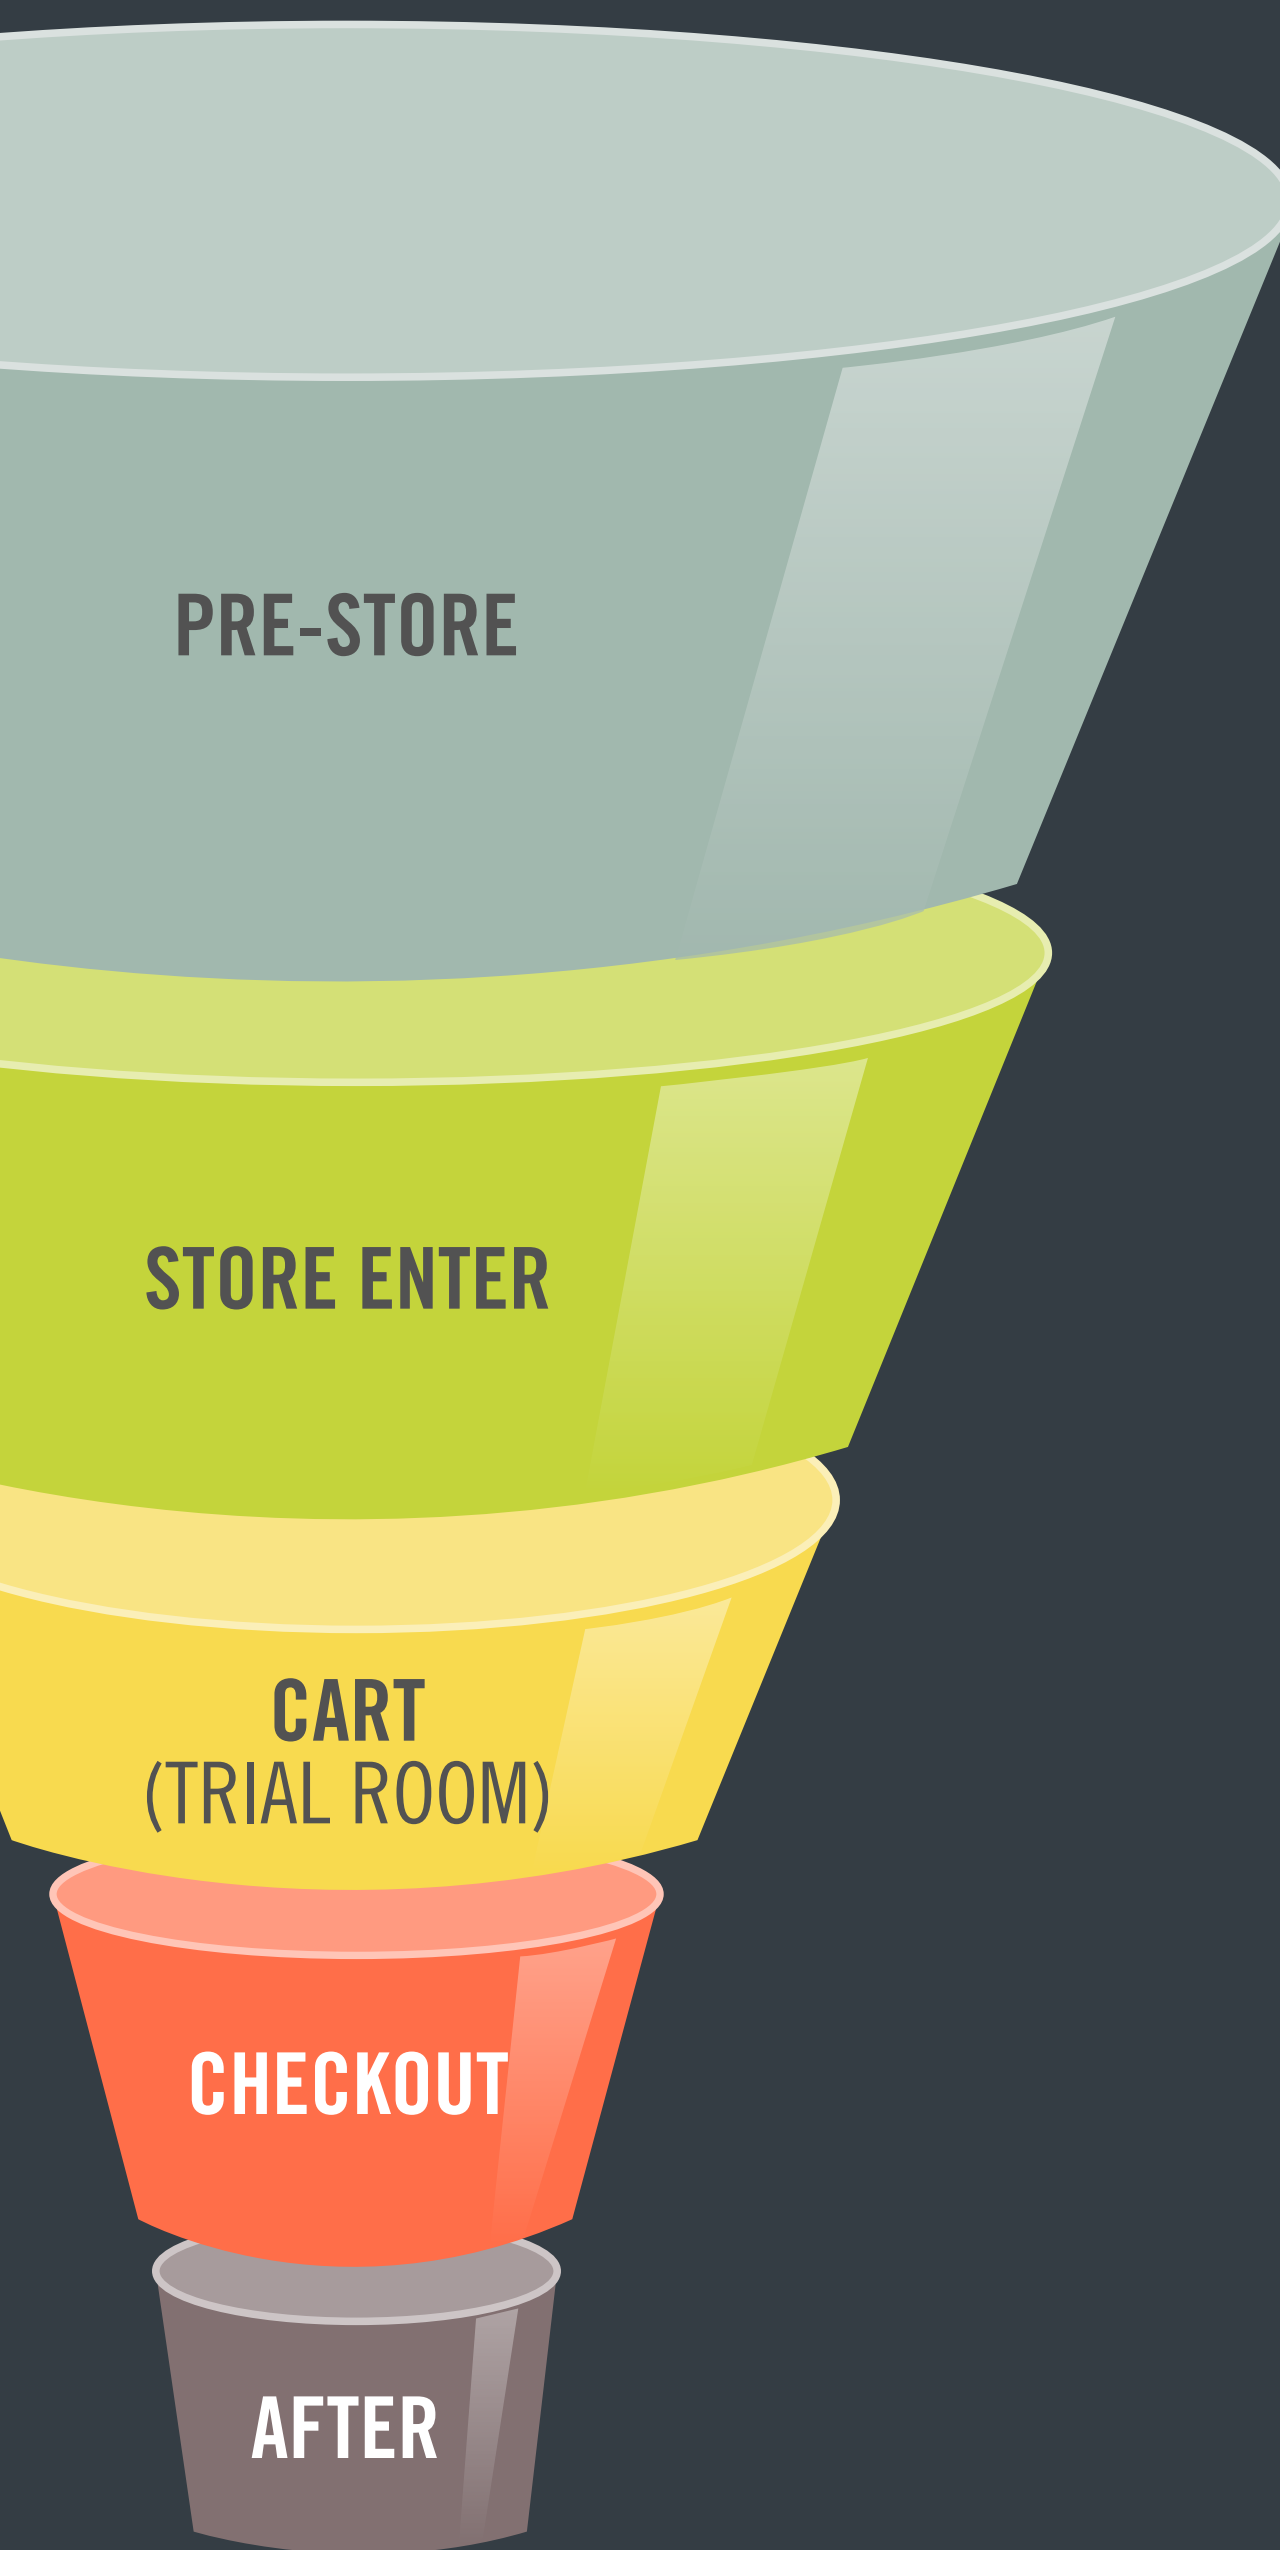 PRE-STORE
STORE ENTER
CART
(TRIAL ROOM)
CHECKOUT
AFTER